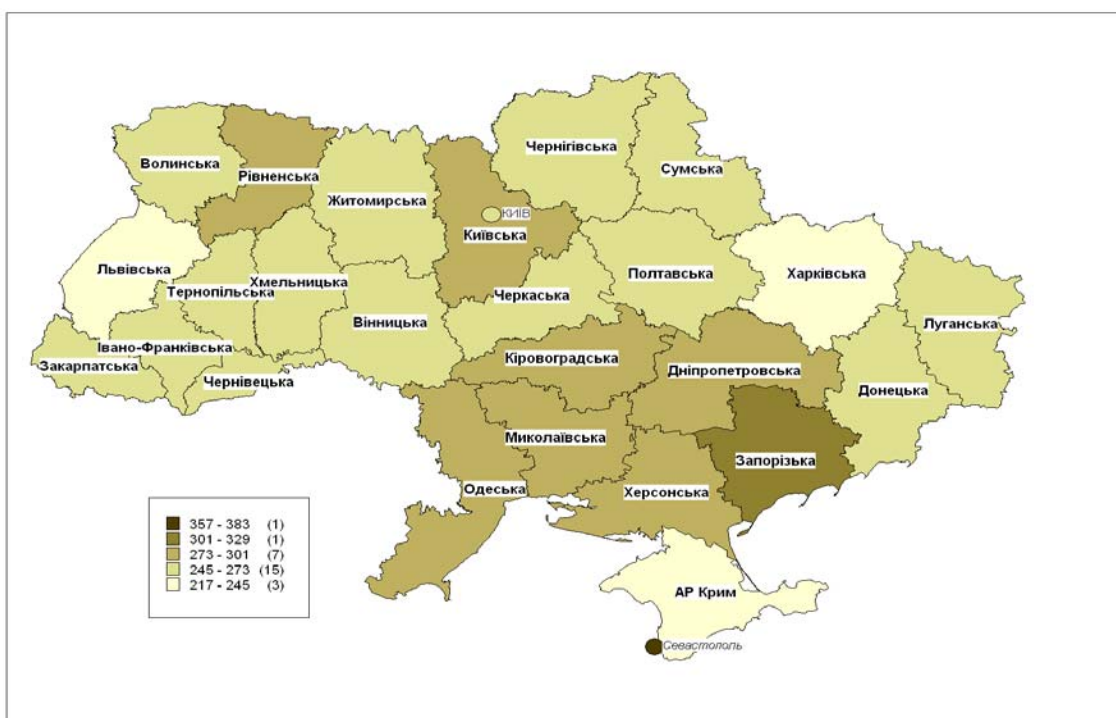 Чернігівська
Волинська
Сумська
Рівненська
Житомирська
КИЇВ
Київська
Львівська
Полтавська
Харківська
Хмельницька
Тернопільська
Черкаська
Вінницька
Луганська
Івано-Франківська
Кіровоградська
Закарпатська
Дніпропетровська
Чернівецька
Донецька
Миколаївська
Запорізька
Одеська
Херсонська
357 - 383 (1)
301 - 329 (1)
273 - 301 (7)
245 - 273 (15)
217 - 245 (3)
АР Крим
Севастополь